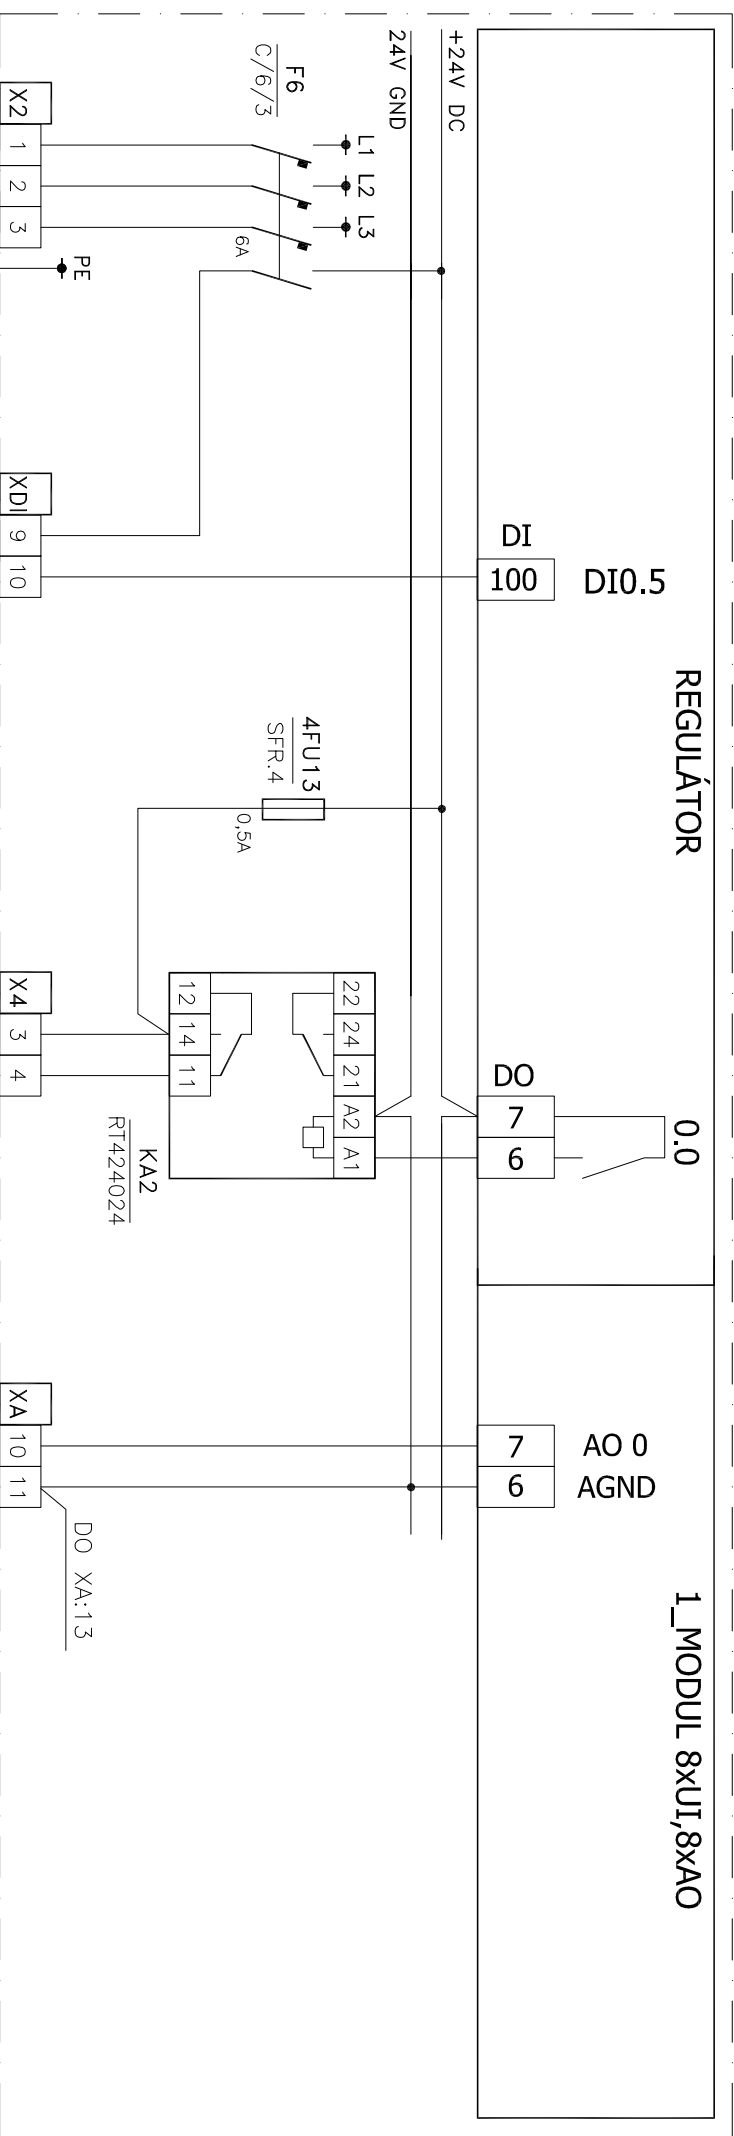 REGULÁTOR
1_MODUL 8xUI,8xAO
DI0.5
0.0
AO 0
AGND
DI
100
DO
7
6
7
6
+24V DC
24V GND
L1
L2
L3
F6
C/6/3
6A
PE
4FU13
SFR.4
0,5A
22
24
21
A2
A1
12
14
11
KA2
RT424024
DO XA:13
X2
1
2
3
XDI
9
10
X4
3
4
XA
10
11